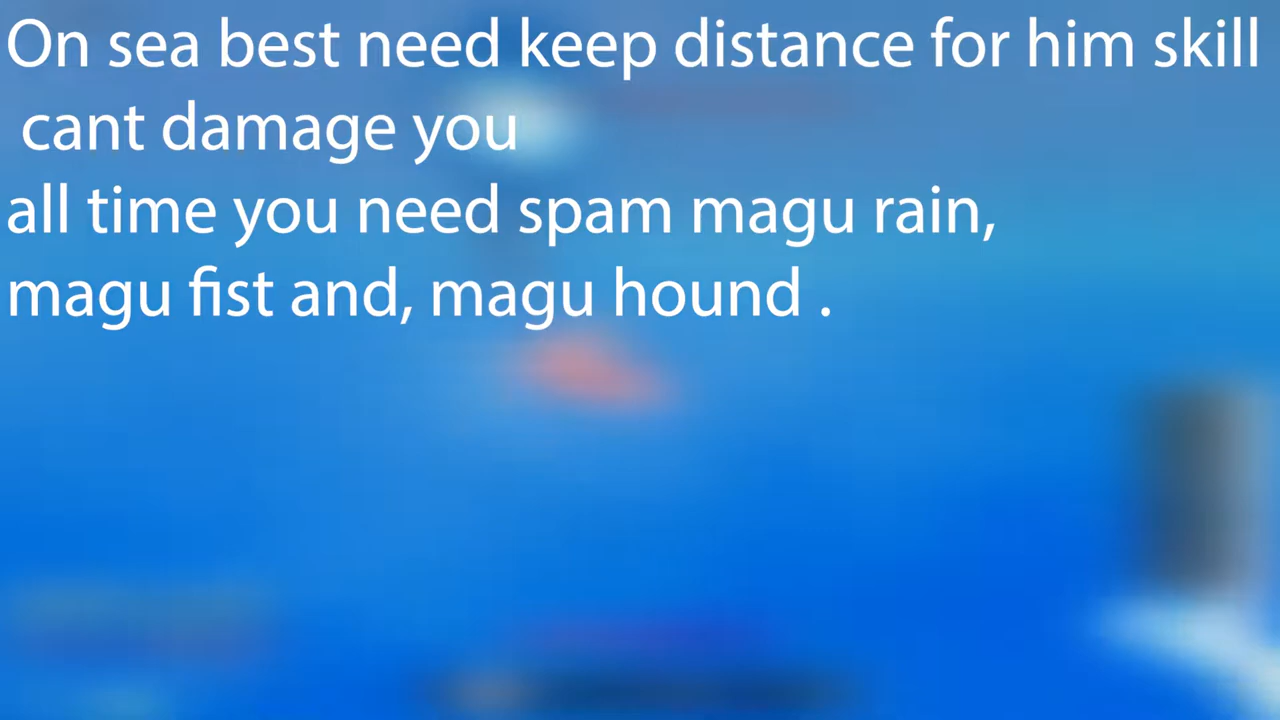 On sea best need keep distance for him skill
cant damage you
all time you need spam magu rain,
magu fist and, magu hound .